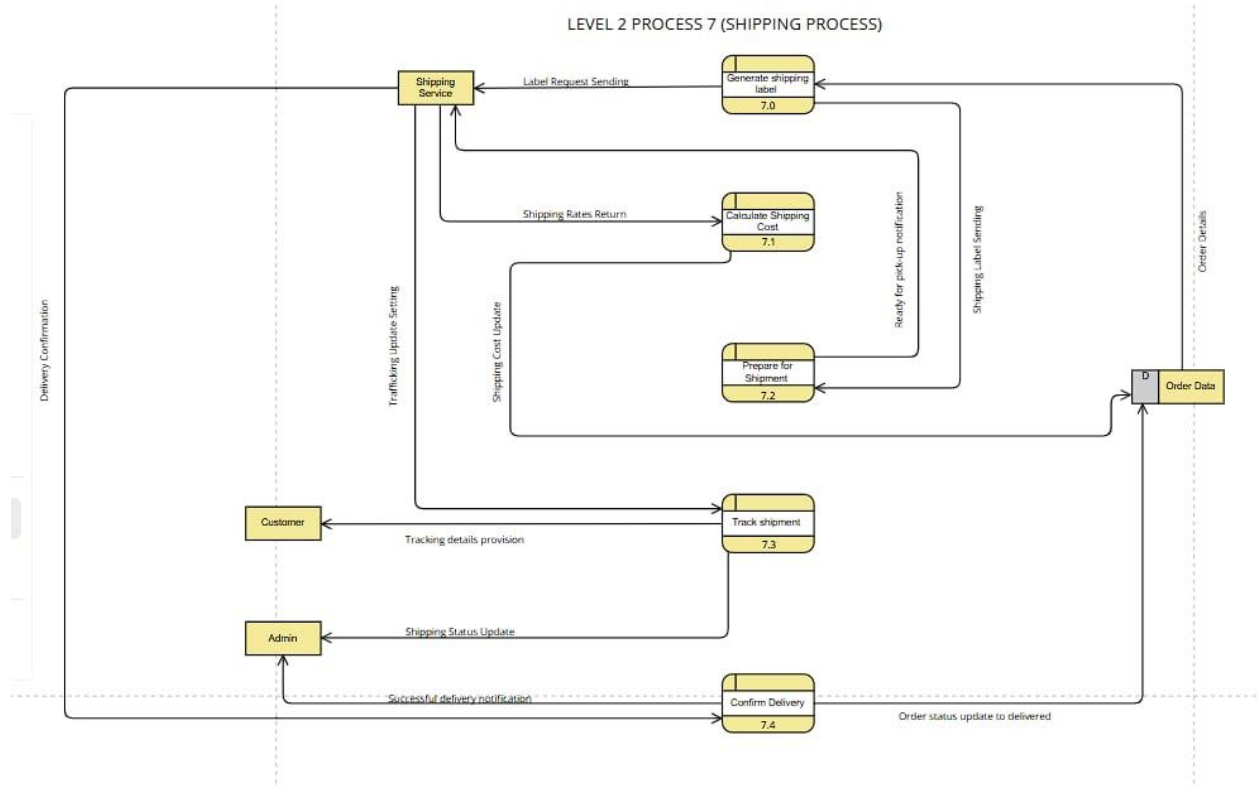 LEVEL 2 PROCESS 7 (SHIPPING PROCESS)
Shipping
Service
Label Request Sending
Generate shipping
label
7.0
Shipping Rates Return
Calculate Shipping
Cost
7.1
Ready for pick-up notification
Shipping Label Sending
Order Details
Delivery Confirmation
Trafficking Update Setting
Shipping Cost Update
Prepare for
Shipment
7.2
D
Order Data
Customer
Track shipment
7.3
Tracking details provision
Admin
Shipping Status Update
Successful delivery notification
Confirm Delivery
7.4
Order status update to delivered